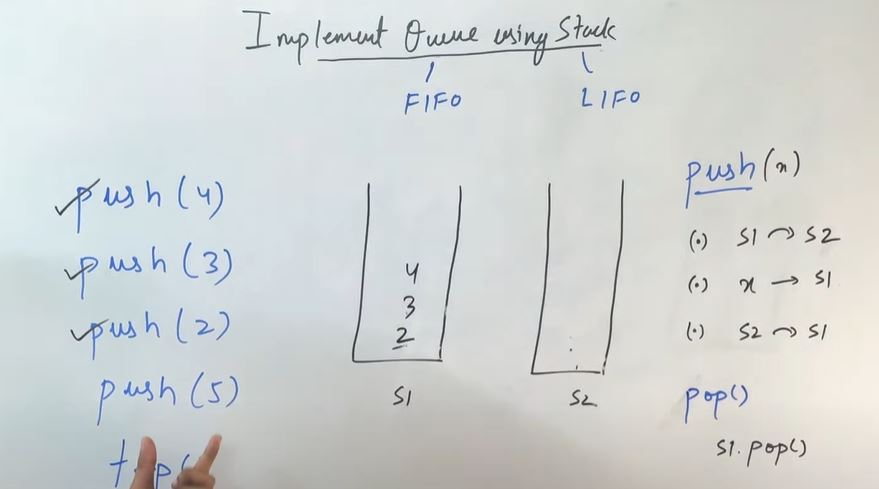 Implement Queue using Stack
FIFO
LIFO
push (4)
push (3)
push (2)
push (5)
4
3
2
S1
S2
push (x)
(•) S1 ↷ S2
(•) x → S1
(•) S2 ↷ S1
pop()
S1. pop()